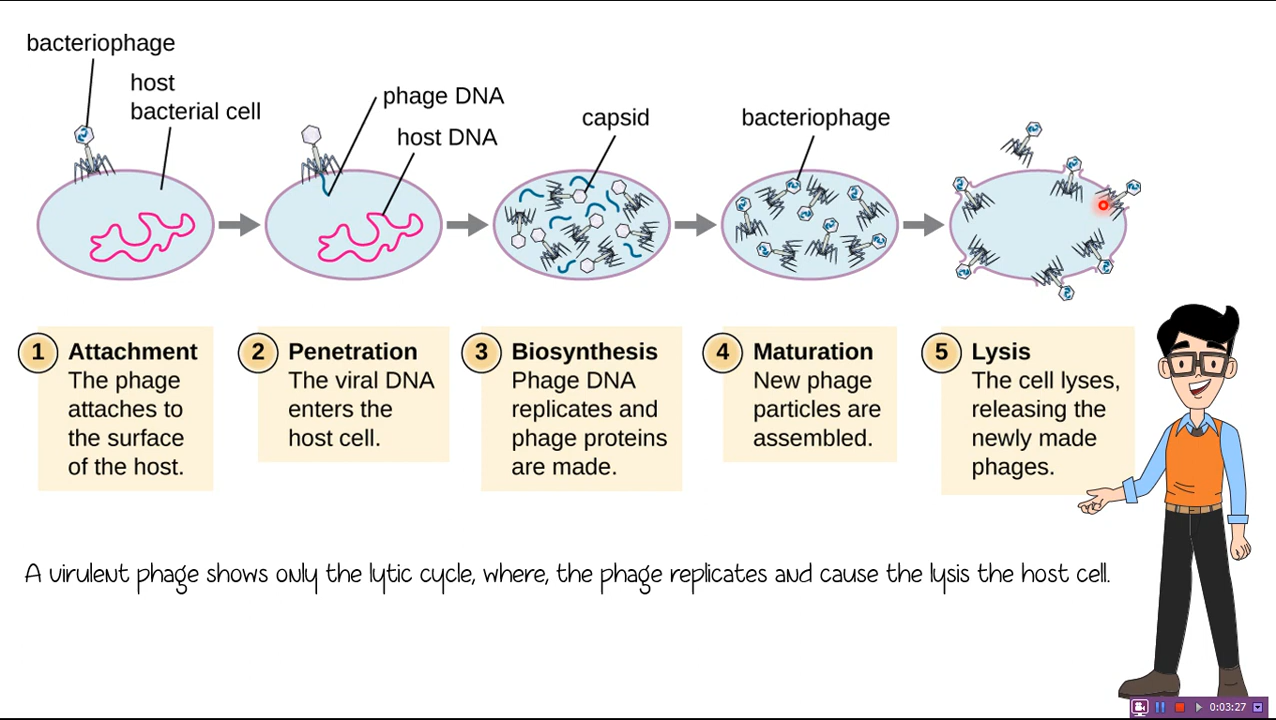 bacteriophage
host
bacterial cell
phage DNA
host DNA
capsid
bacteriophage
1 Attachment
The phage
attaches to
the surface
of the host.
2 Penetration
The viral DNA
enters the
host cell.
3 Biosynthesis
Phage DNA
replicates and
phage proteins
are made.
4 Maturation
New phage
particles are
assembled.
5 Lysis
The cell lyses,
releasing the
newly made
phages.
A virulent phage shows only the lytic cycle, where, the phage replicates and cause the lysis the host cell.
0:03:27